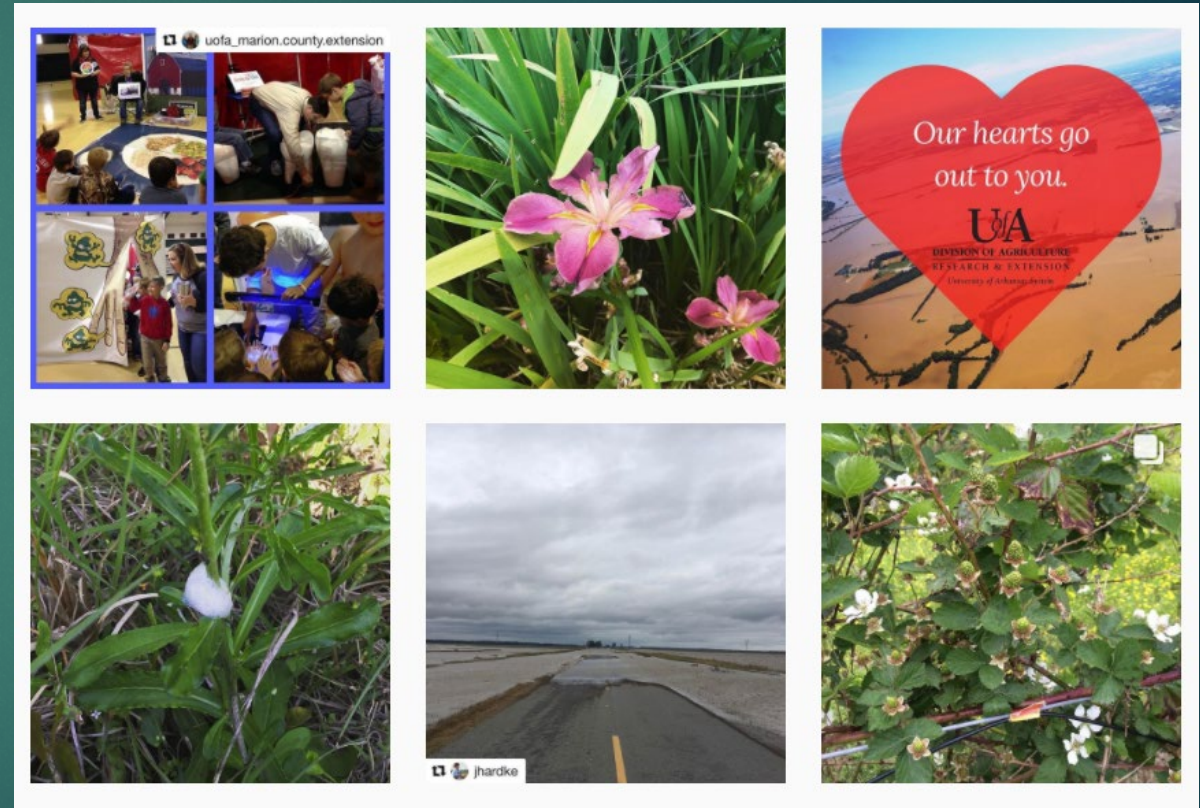 uofa_marion.county.extension
Our hearts go
out to you.
UofA
DIVISION OF AGRICULTURE
RESEARCH & EXTENSION
University of Arkansas System
jhardke